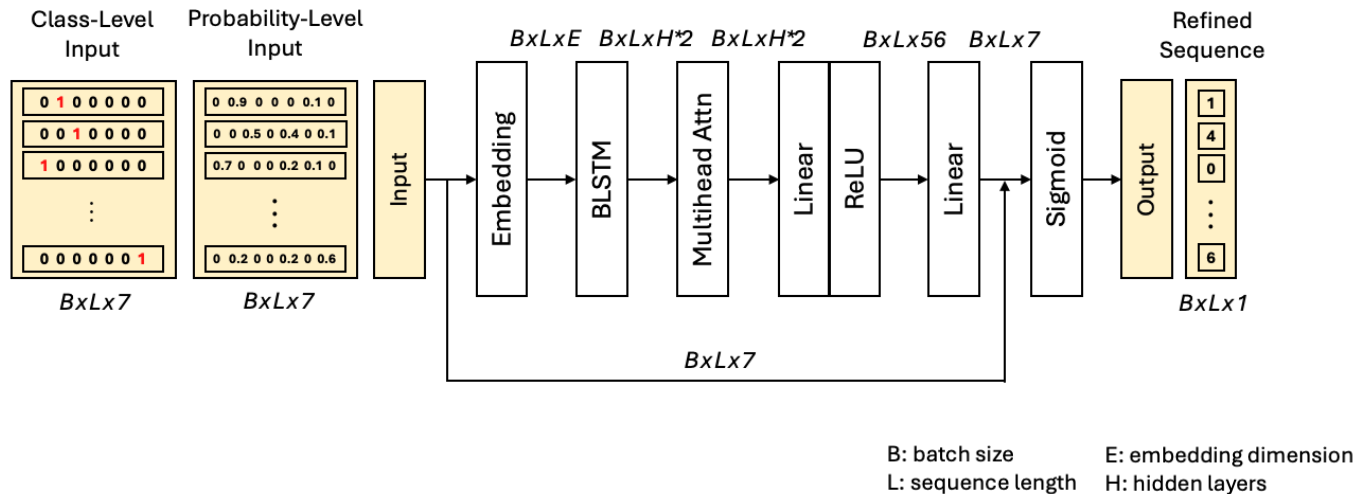 Class-Level
Input
Probability-Level
Input
BxLxE
BxLxH*2
BxLxH*2
BxLx56
BxLx7
Refined
Sequence
0 1 0 0 0 0 0
0 0 1 0 0 0 0
1 0 0 0 0 0 0
⋮
0 0 0 0 0 0 1
BxLx7
0 0.9 0 0 0 0.1 0
0 0 0.5 0 0.4 0 0.1
0.7 0 0 0 0.2 0.1 0
⋮
0 0.2 0 0 0.2 0 0.6
BxLx7
Input
Embedding
BLSTM
Multihead Attn
Linear
ReLU
Linear
Sigmoid
Output
1
4
0
⋮
6
BxLx1
BxLx7
B: batch size
E: embedding dimension
L: sequence length
H: hidden layers